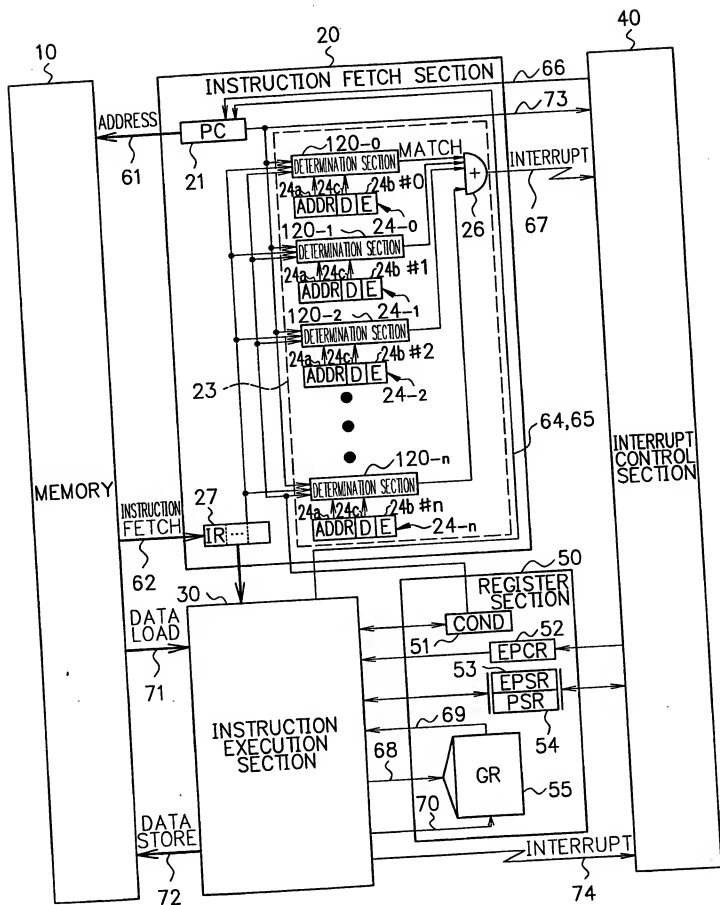 10
20
40
INSTRUCTION FETCH SECTION
66
73
ADDRESS
61
PC
21
120-0
MATCH
DETERMINATION SECTION
INTERRUPT
67
+
26
24a 24c 24b #0
ADDR D E
120-1 24-0
DETERMINATION SECTION
24a 24c 24b #1
ADDR D E
120-2 24-1
DETERMINATION SECTION
24a 24c 24b #2
ADDR D E
24-2
23
64,65
120-n
DETERMINATION SECTION
24a 24c 24b #n
ADDR D E
24-n
MEMORY
INTERRUPT
CONTROL
SECTION
INSTRUCTION
FETCH
62
27
IR ...
30
50
REGISTER
SECTION
DATA
LOAD
71
COND
51
52
EPCR
53
EPSR
PSR
54
INSTRUCTION
EXECUTION
SECTION
69
68
GR
55
70
DATA
STORE
72
INTERRUPT
74